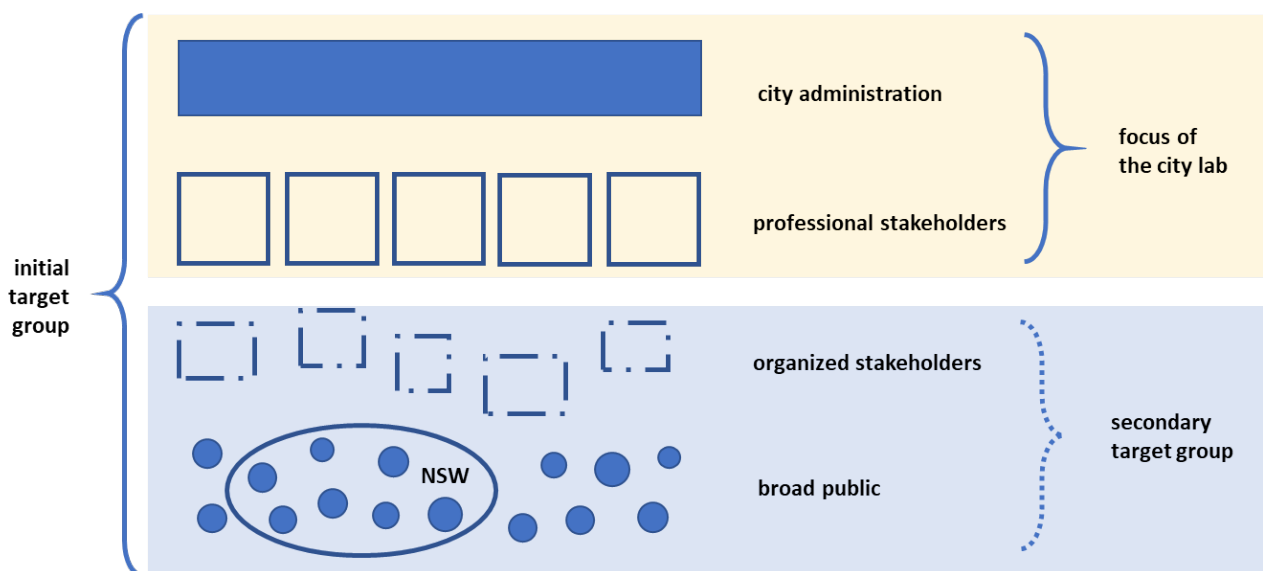 city administration
focus of
the city lab
professional stakeholders
initial
target
group
organized stakeholders
secondary
target group
NSW
broad public